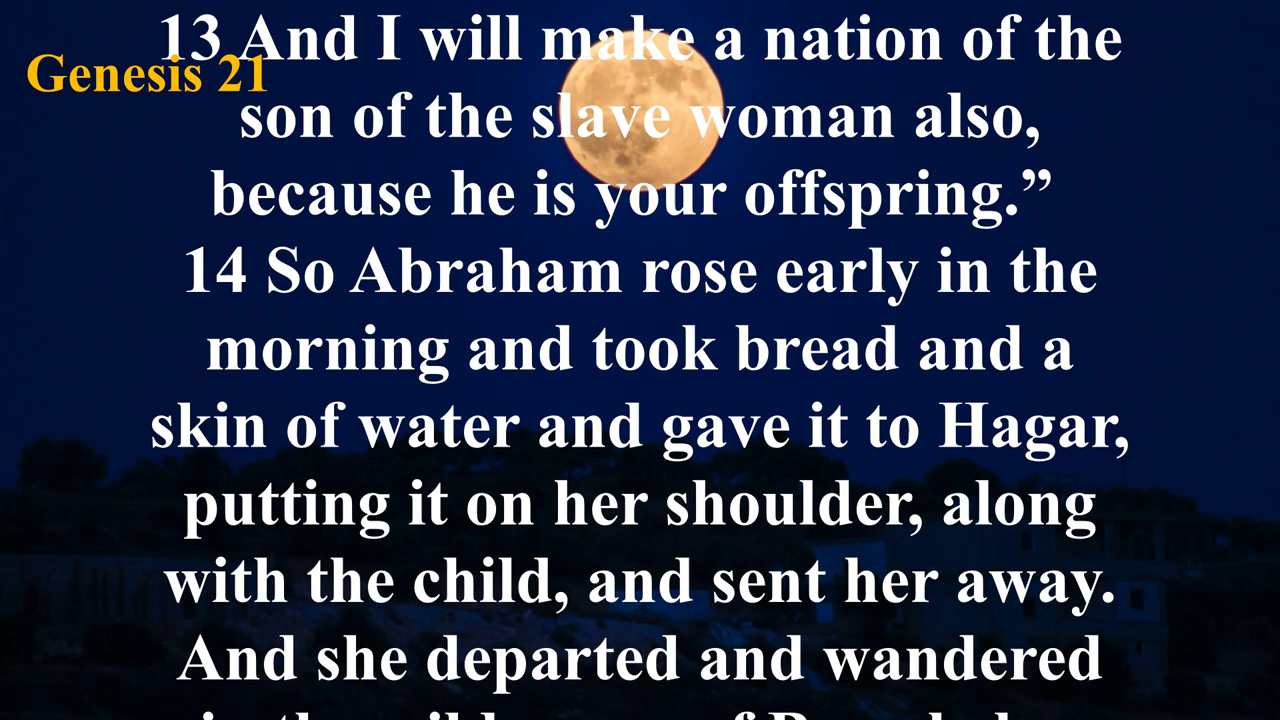 13 And I will make a nation of the
Genesis 21
son of the slave woman also,
because he is your offspring.”
14 So Abraham rose early in the
morning and took bread and a
skin of water and gave it to Hagar,
putting it on her shoulder, along
with the child, and sent her away.
And she departed and wandered